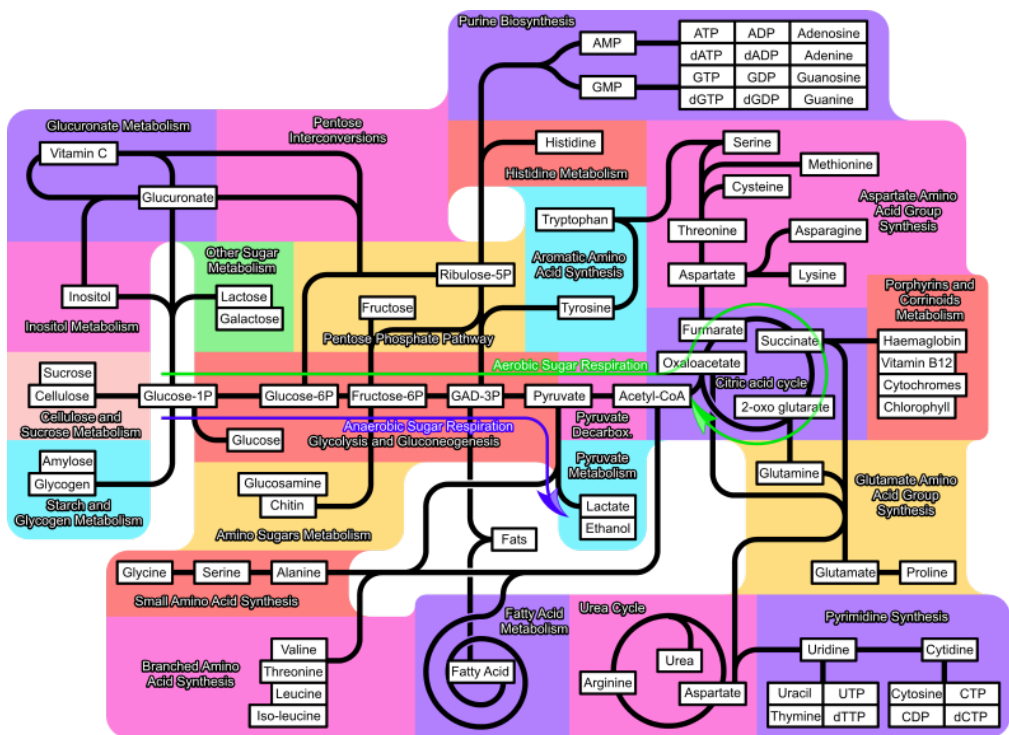 Purine Biosynthesis
AMP
GMP
ATP ADP Adenosine
dATP dADP Adenine
GTP GDP Guanosine
dGTP dGDP Guanine
Glucuronate Metabolism
Vitamin C
Glucuronate
Pentose
Interconversions
Histidine
Histidine Metabolism
Serine
Methionine
Cysteine
Aspartate Amino
Acid Group
Synthesis
Threonine
Asparagine
Aspartate
Lysine
Tryptophan
Aromatic Amino
Acid Synthesis
Tyrosine
Other Sugar
Metabolism
Lactose
Galactose
Inositol
Inositol Metabolism
Ribulose-5P
Fructose
Pentose Phosphate Pathway
Porphyrins and
Corrinoids
Metabolism
Haemaglobin
Vitamin B12
Cytochromes
Chlorophyll
Furmarate
Succinate
Oxaloacetate
Citric acid cycle
2-oxo glutarate
Aerobic Sugar Respiration
Sucrose
Cellulose
Cellulose and
Sucrose Metabolism
Glucose-1P
Glucose-6P
Fructose-6P
GAD-3P
Pyruvate
Acetyl-CoA
Anaerobic Sugar Respiration
Glycolysis and Gluconeogenesis
Glucose
Pyruvate
Decarbox.
Amylose
Glycogen
Starch and
Glycogen Metabolism
Glucosamine
Chitin
Amino Sugars Metabolism
Pyruvate
Metabolism
Lactate
Ethanol
Glutamine
Glutamate Amino
Acid Group
Synthesis
Glutamate
Proline
Fats
Glycine
Serine
Alanine
Small Amino Acid Synthesis
Valine
Threonine
Leucine
Iso-leucine
Branched Amino
Acid Synthesis
Fatty Acid
Metabolism
Fatty Acid
Urea Cycle
Urea
Arginine
Aspartate
Pyrimidine Synthesis
Uridine
Cytidine
Uracil UTP
Thymine dTTP
Cytosine CTP
CDP dCTP